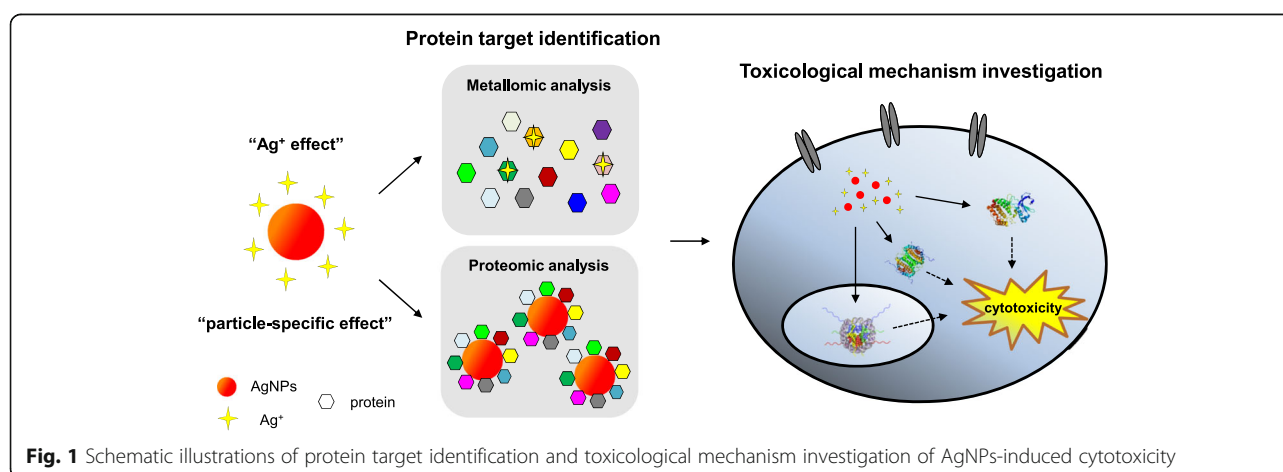 Protein target identification
Metallomic analysis
Toxicological mechanism investigation
“Ag⁺ effect”
Proteomic analysis
“particle-specific effect”
cytotoxicity
AgNPs
protein
Ag⁺
Fig. 1 Schematic illustrations of protein target identification and toxicological mechanism investigation of AgNPs-induced cytotoxicity